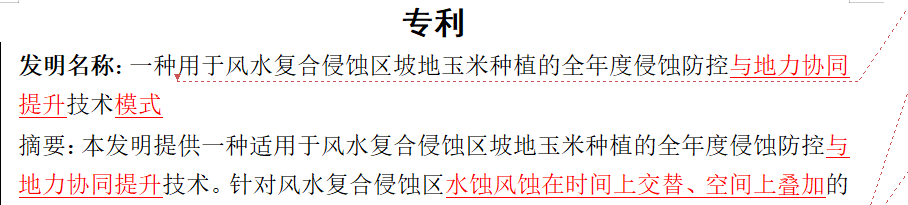 专利
发明名称：一种用于风水复合侵蚀区坡地玉米种植的全年度侵蚀防控与地力协同
提升技术模式
摘要：本发明提供一种适用于风水复合侵蚀区坡地玉米种植的全年度侵蚀防控与
地力协同提升技术。针对风水复合侵蚀区水蚀风蚀在时间上交替、空间上叠加的